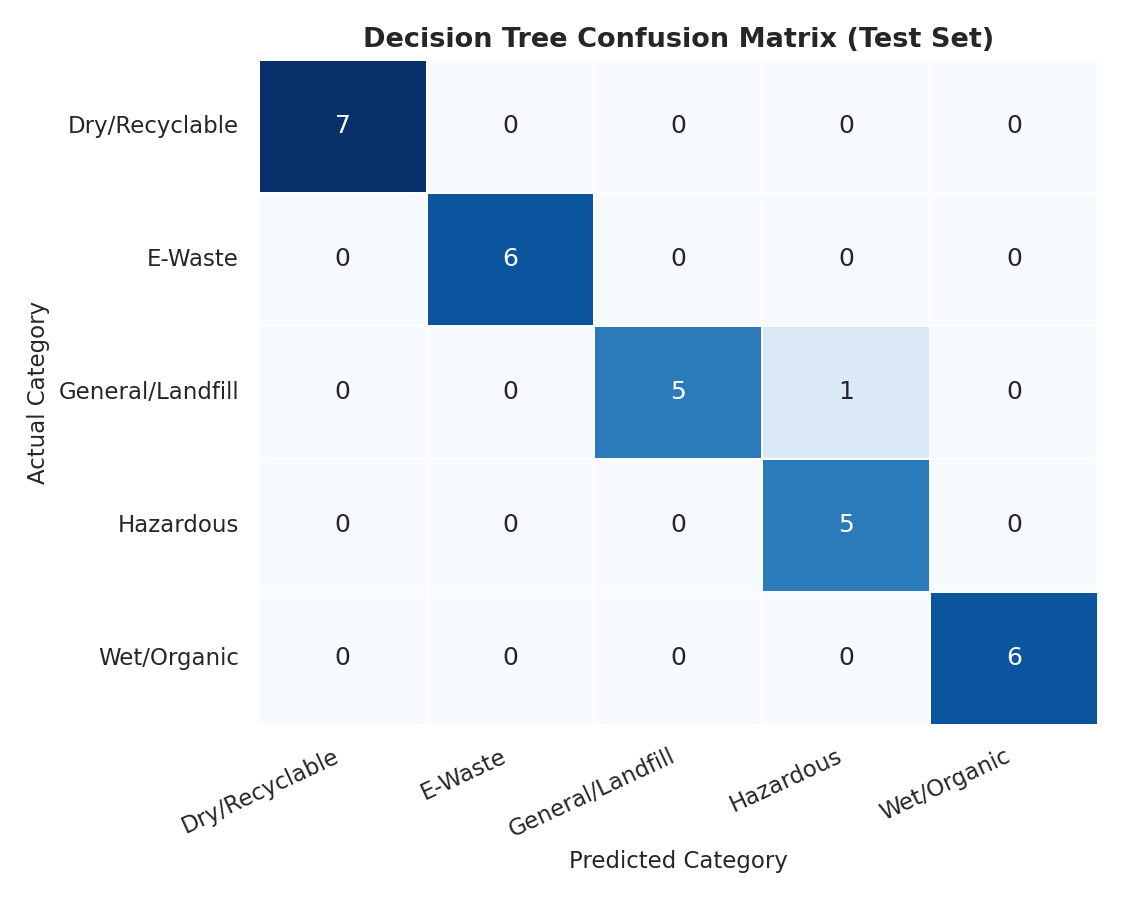 Decision Tree Confusion Matrix (Test Set)
Actual Category
Dry/Recyclable 7 0 0 0 0
E-Waste 0 6 0 0 0
General/Landfill 0 0 5 1 0
Hazardous 0 0 0 5 0
Wet/Organic 0 0 0 0 6
Dry/Recyclable E-Waste General/Landfill Hazardous Wet/Organic
Predicted Category